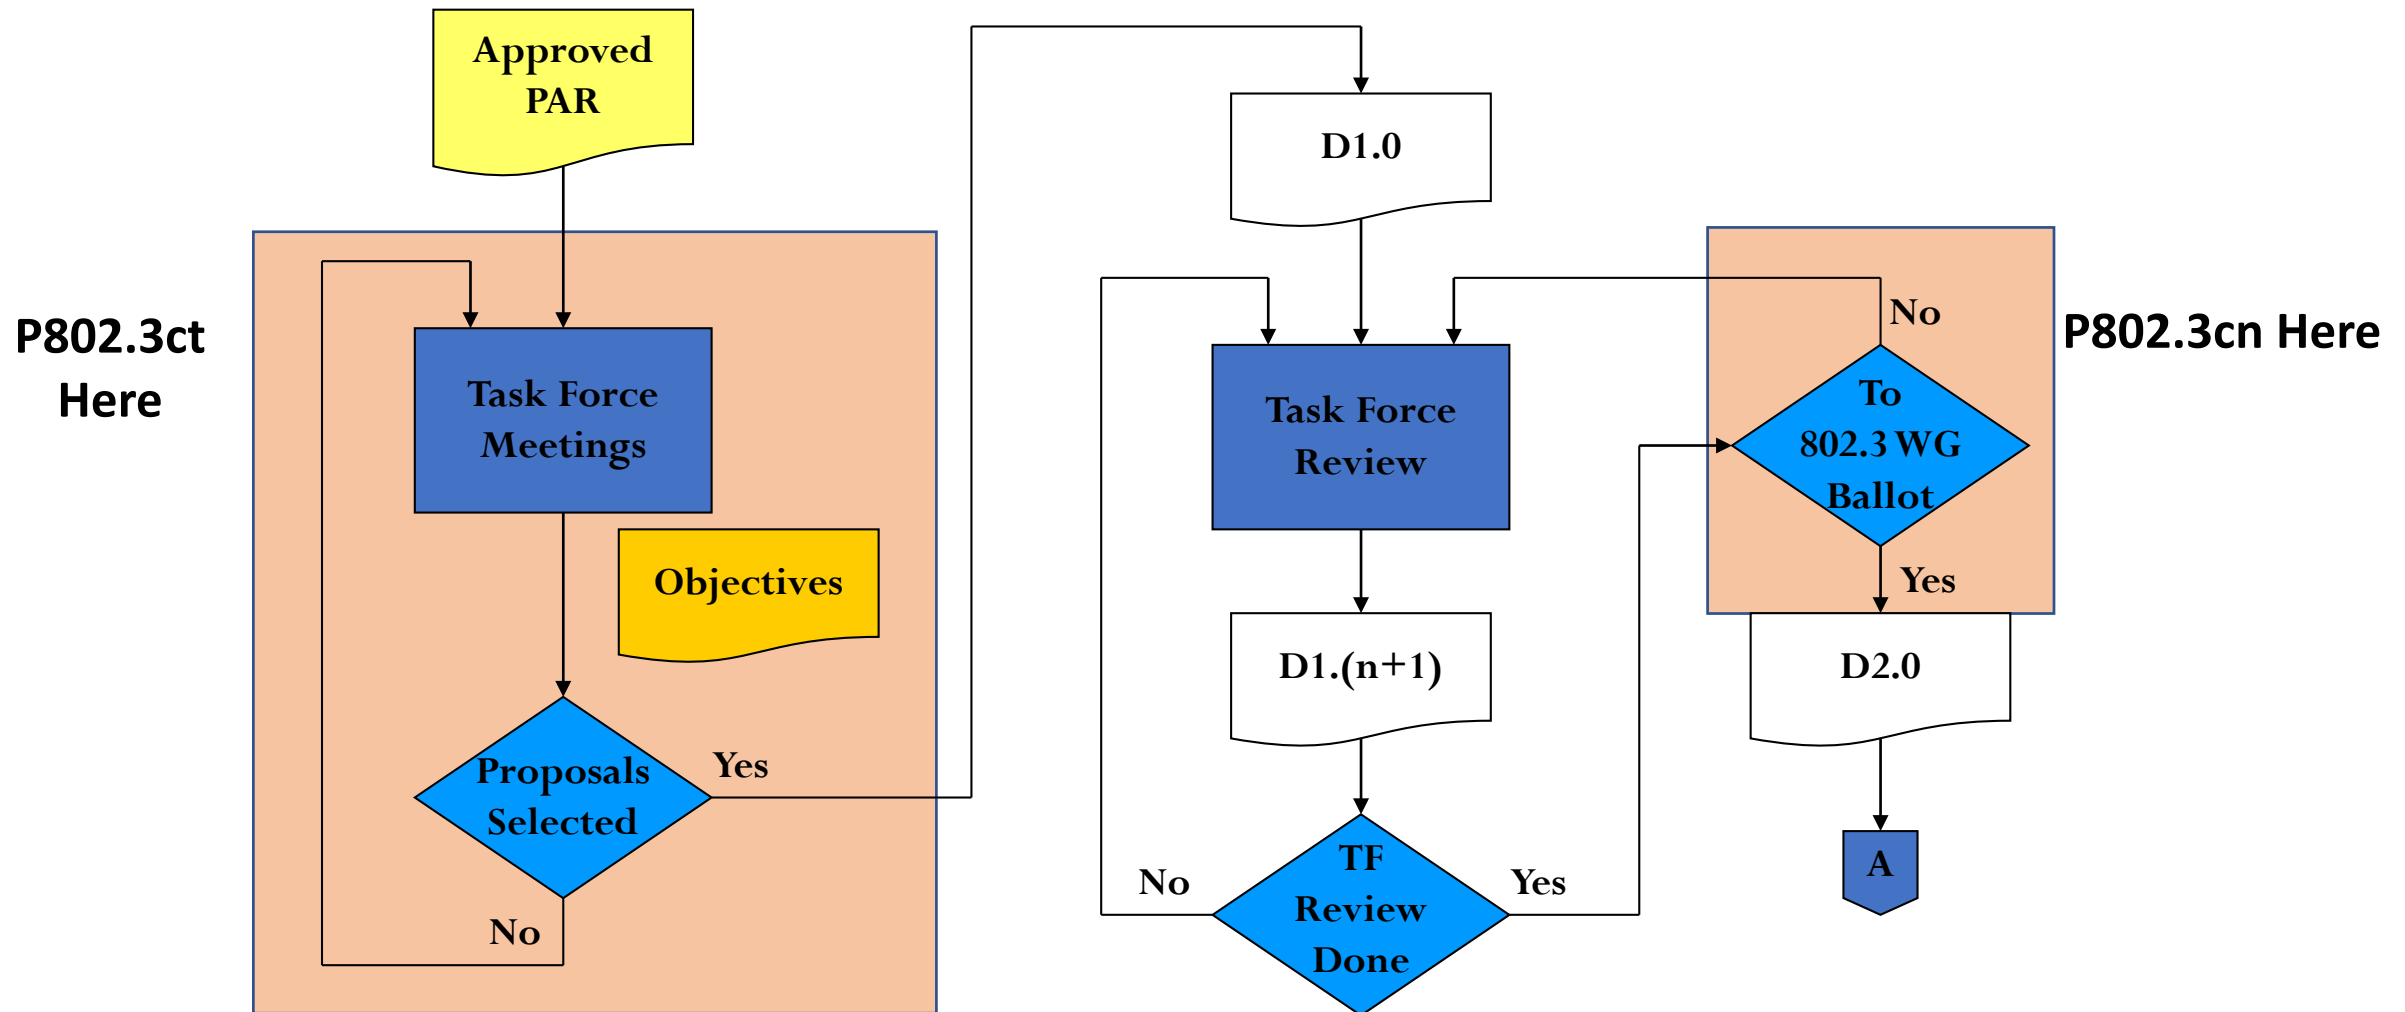 Approved
PAR
P802.3ct
Here
Task Force
Meetings
Objectives
Proposals
Selected
Yes
No
D1.0
Task Force
Review
D1.(n+1)
TF
Review
Done
No
Yes
No
To
802.3 WG
Ballot
Yes
P802.3cn Here
D2.0
A